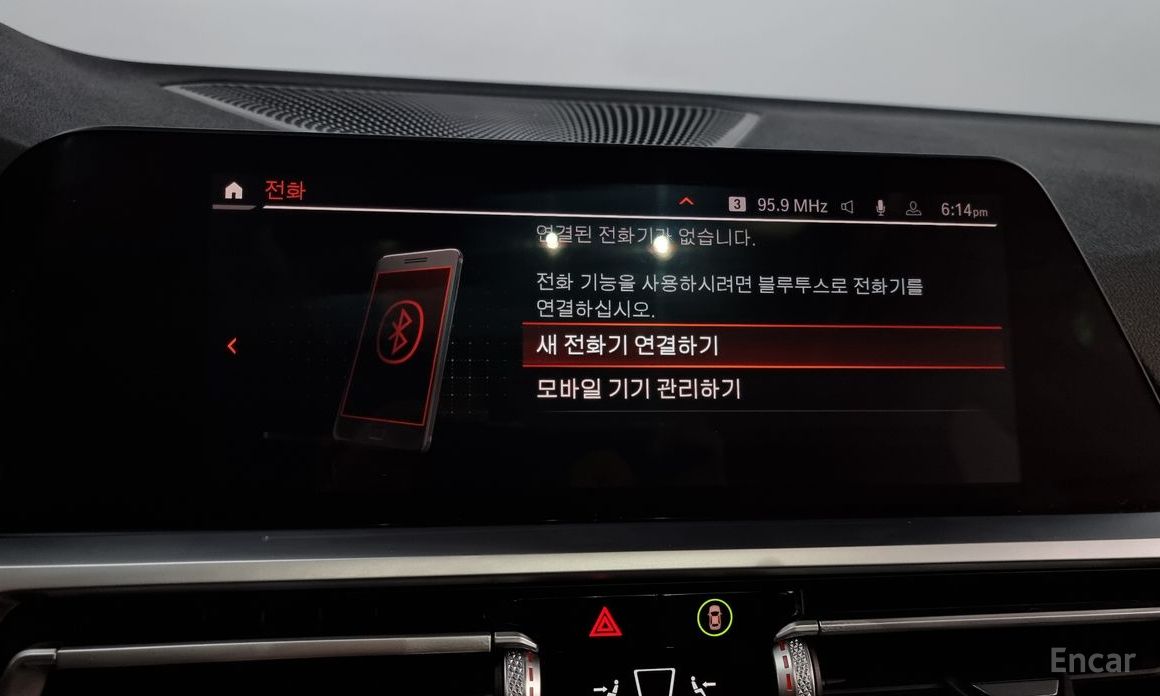 전화
3 95.9 MHz 6:14pm
연결된 전화기가 없습니다.
전화 기능을 사용하시려면 블루투스로 전화기를
연결하십시오.
새 전화기 연결하기
모바일 기기 관리하기
Encar